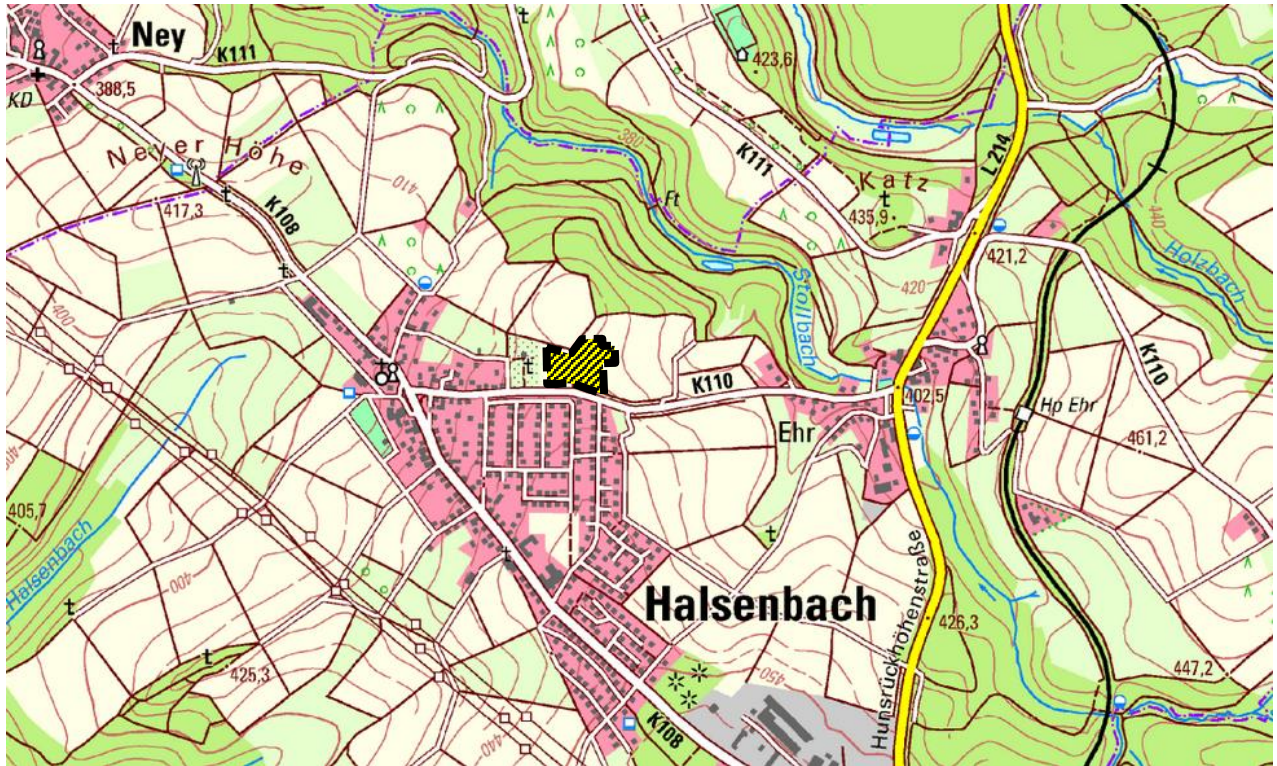 Ney
K111
423,6
KD
388,5
380
L 214
Neyer Höhe
K111
Katz
440
410
Ft
417,3
K108
435,9
421,2
Holzbach
400
420
Stollbach
K110
K110
402,5
Hp Ehr
Ehr
461,2
405,7
Halsenbach
400
Halsenbach
Hunsrückhöhenstraße
426,3
425,3
450
447,2
440
K108